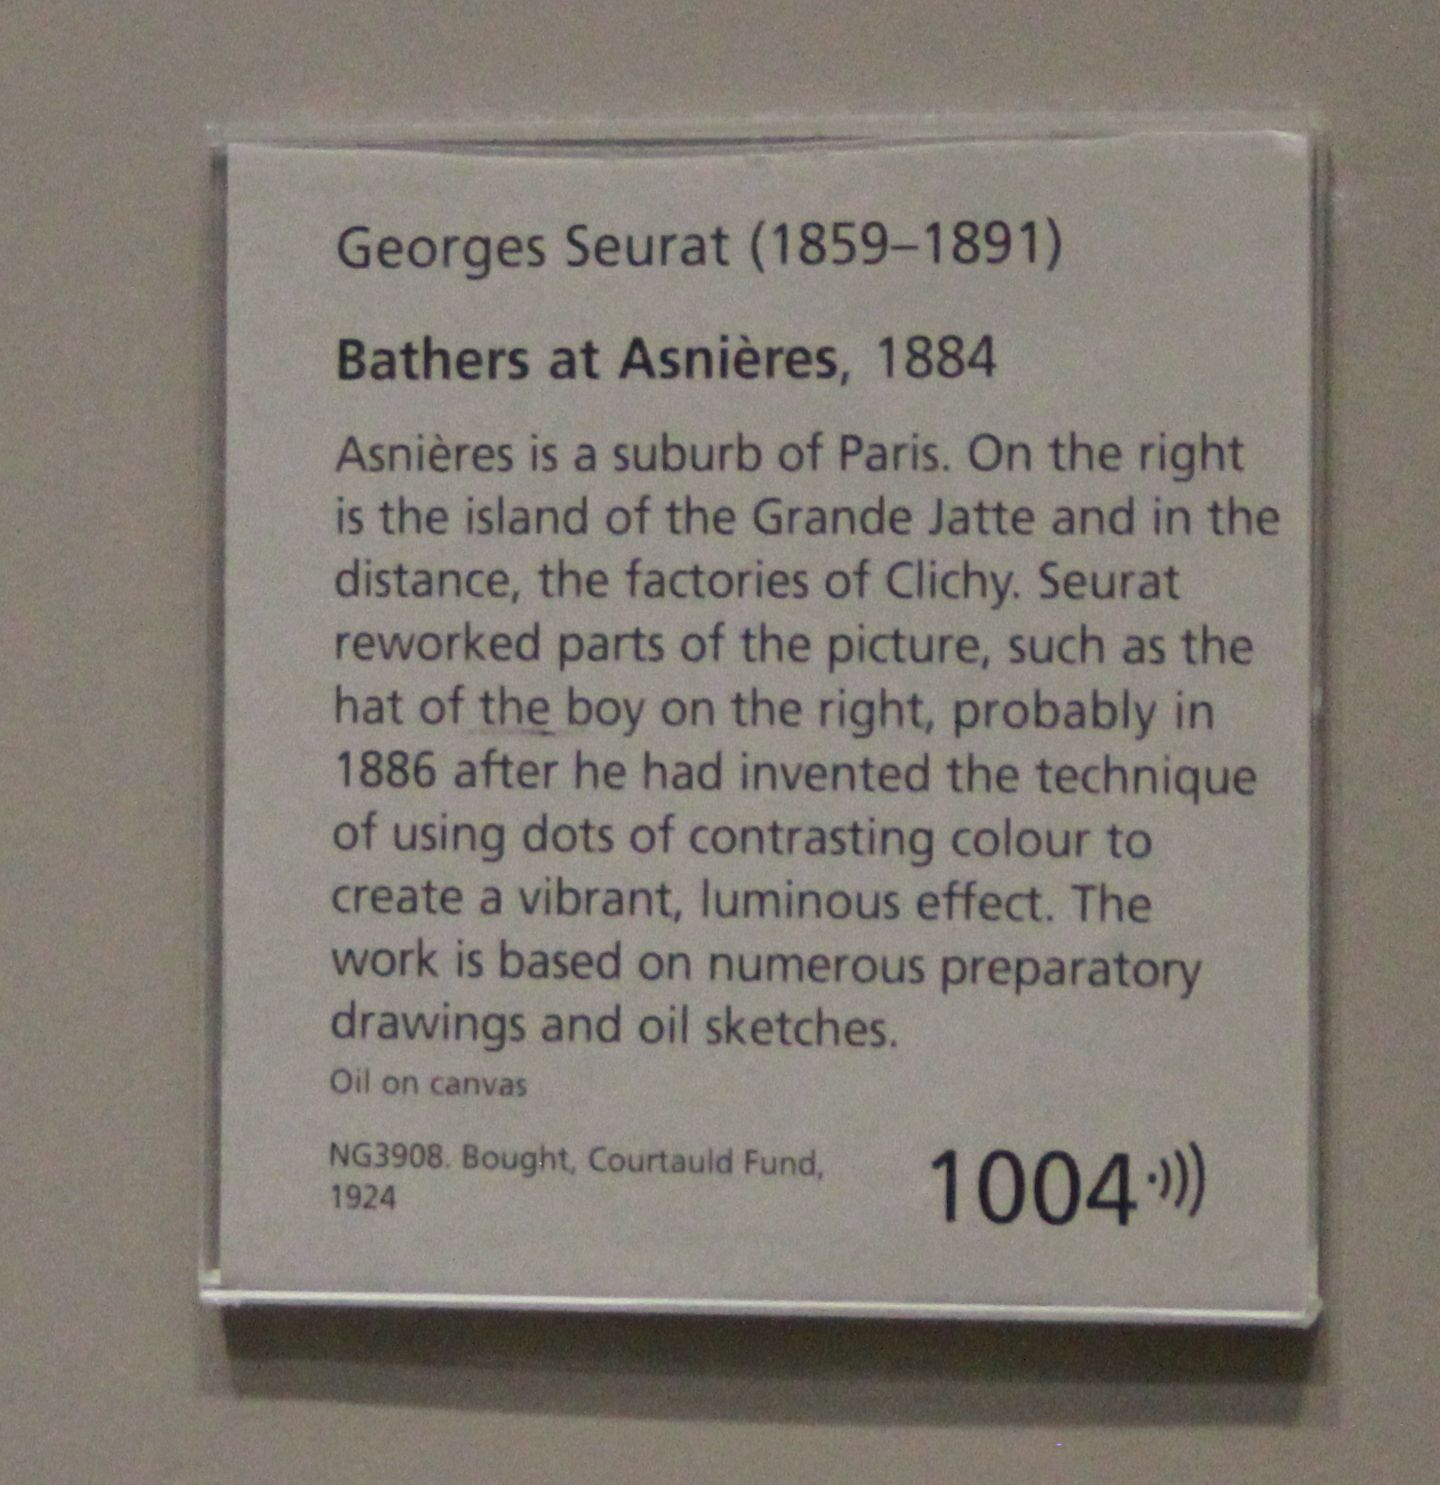 Georges Seurat (1859–1891)
Bathers at Asnières, 1884
Asnières is a suburb of Paris. On the right
is the island of the Grande Jatte and in the
distance, the factories of Clichy. Seurat
reworked parts of the picture, such as the
hat of the boy on the right, probably in
1886 after he had invented the technique
of using dots of contrasting colour to
create a vibrant, luminous effect. The
work is based on numerous preparatory
drawings and oil sketches.
Oil on canvas
NG3908. Bought, Courtauld Fund,
1924
1004